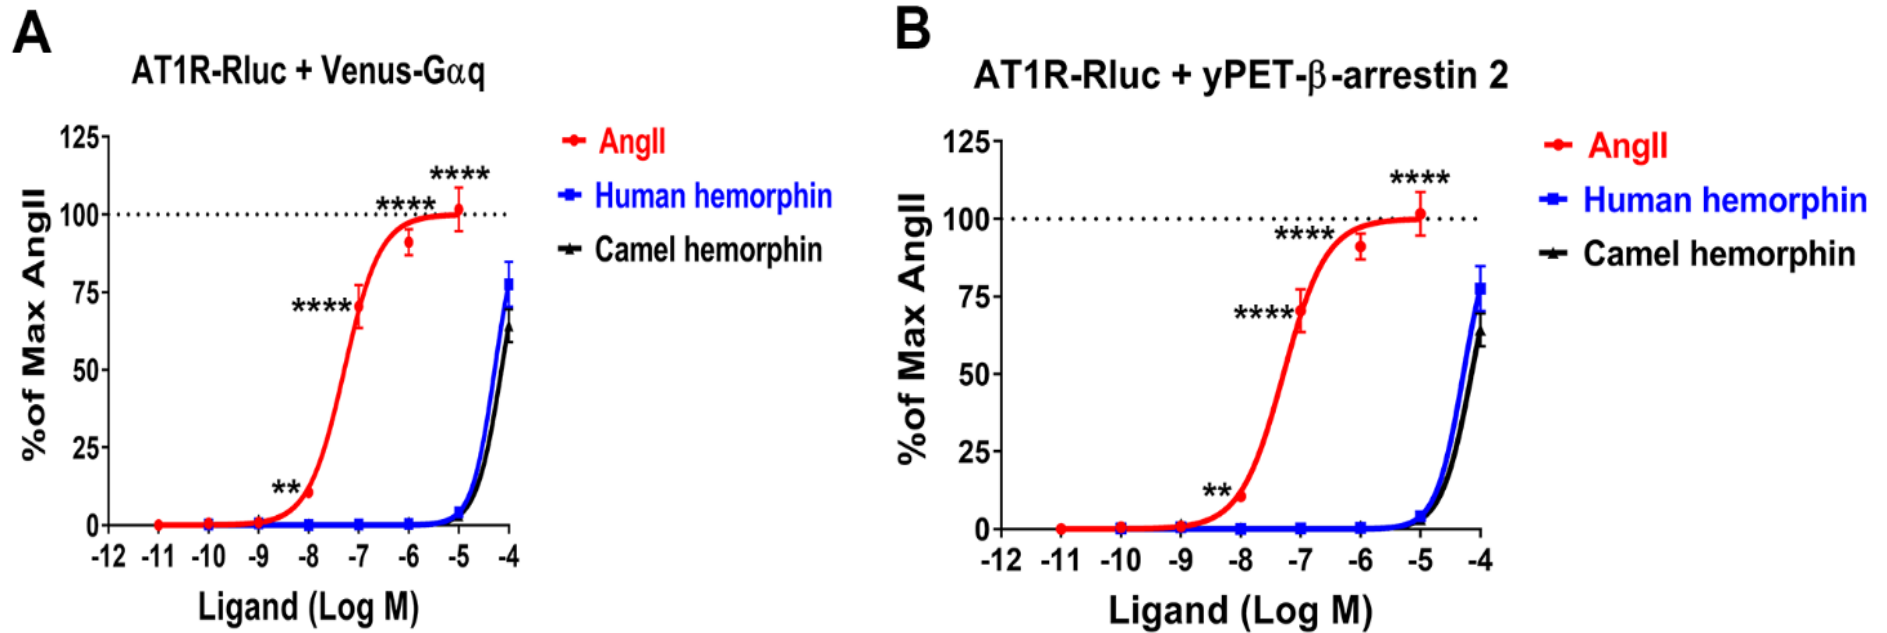 A
AT1R-Rluc + Venus-Gαq
125
100
75
50
25
0
%of Max AngII
-12 -11 -10 -9 -8 -7 -6 -5 -4
Ligand (Log M)
**
****
****
****
AngII
Human hemorphin
Camel hemorphin
B
AT1R-Rluc + yPET-β-arrestin 2
125
100
75
50
25
0
%of Max AngII
-12 -11 -10 -9 -8 -7 -6 -5 -4
Ligand (Log M)
**
****
****
****
AngII
Human hemorphin
Camel hemorphin